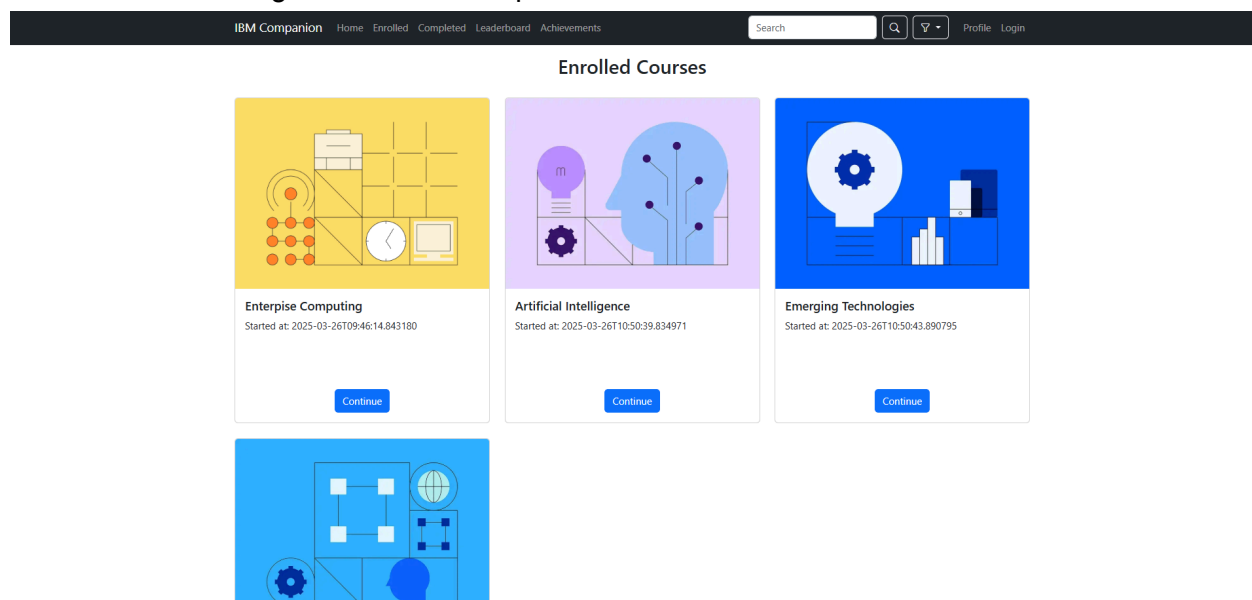 IBM Companion Home Enrolled Completed Leaderboard Achievements Search Profile Login
Enrolled Courses
m
Enterpise Computing
Started at: 2025-03-26T09:46:14.843180
Continue
Artificial Intelligence
Started at: 2025-03-26T10:50:39.834971
Continue
Emerging Technologies
Started at: 2025-03-26T10:50:43.890795
Continue